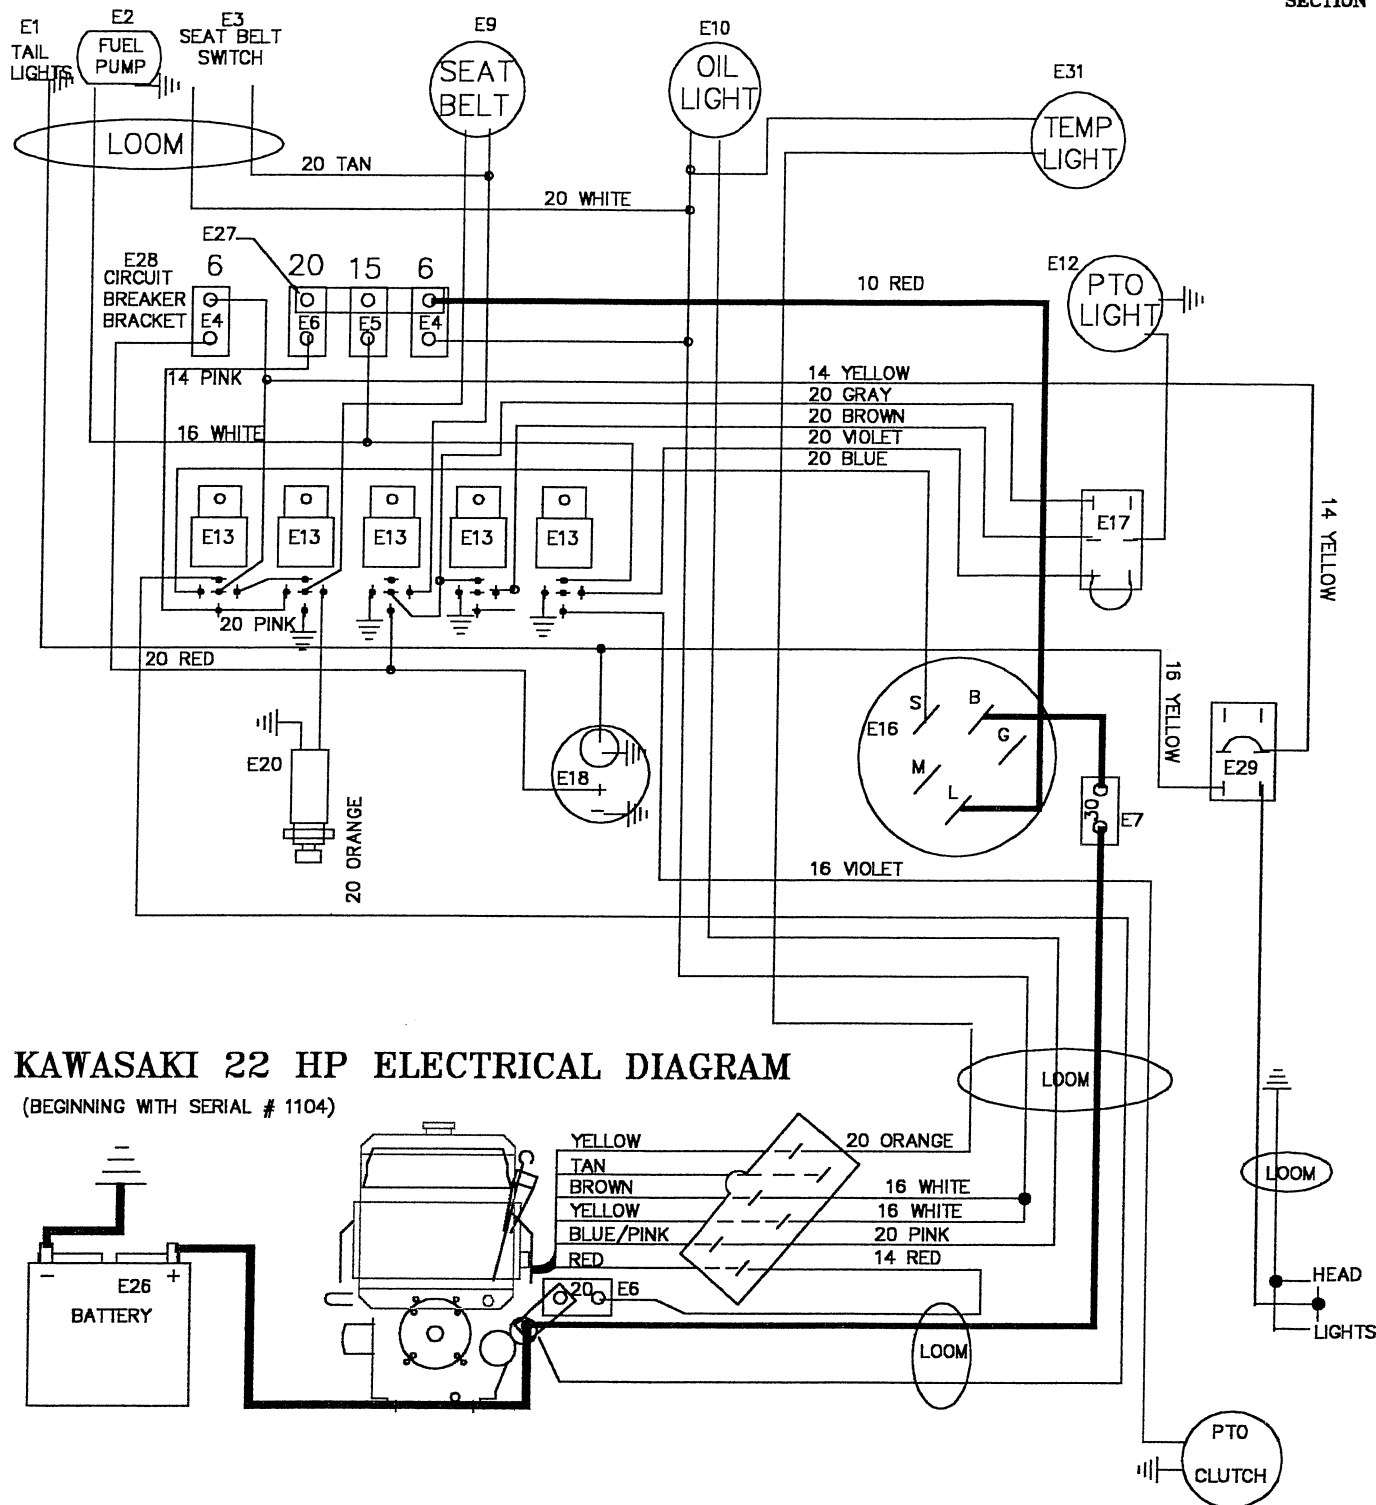 SECTION
E1
TAIL
LIGHTS
E2
FUEL
PUMP
E3
SEAT BELT
SWITCH
E9
SEAT
BELT
E10
OIL
LIGHT
E31
TEMP
LIGHT
LOOM
20 TAN
20 WHITE
E27
E28
CIRCUIT
BREAKER
BRACKET
6
20
15
6
E4
E6
E5
E4
10 RED
E12
PTO
LIGHT
14 PINK
14 YELLOW
20 GRAY
20 BROWN
20 VIOLET
20 BLUE
16 WHITE
E13
E13
E13
E13
E13
E17
14 YELLOW
20 PINK
20 RED
16 YELLOW
E16
S
B
G
M
L
E29
E20
E18
+
-
30
E7
20 ORANGE
16 VIOLET
KAWASAKI 22 HP ELECTRICAL DIAGRAM
(BEGINNING WITH SERIAL # 1104)
LOOM
YELLOW
20 ORANGE
TAN
BROWN
16 WHITE
YELLOW
16 WHITE
BLUE/PINK
20 PINK
RED
14 RED
LOOM
-
+
E26
BATTERY
20
E6
LOOM
HEAD
LIGHTS
PTO
CLUTCH